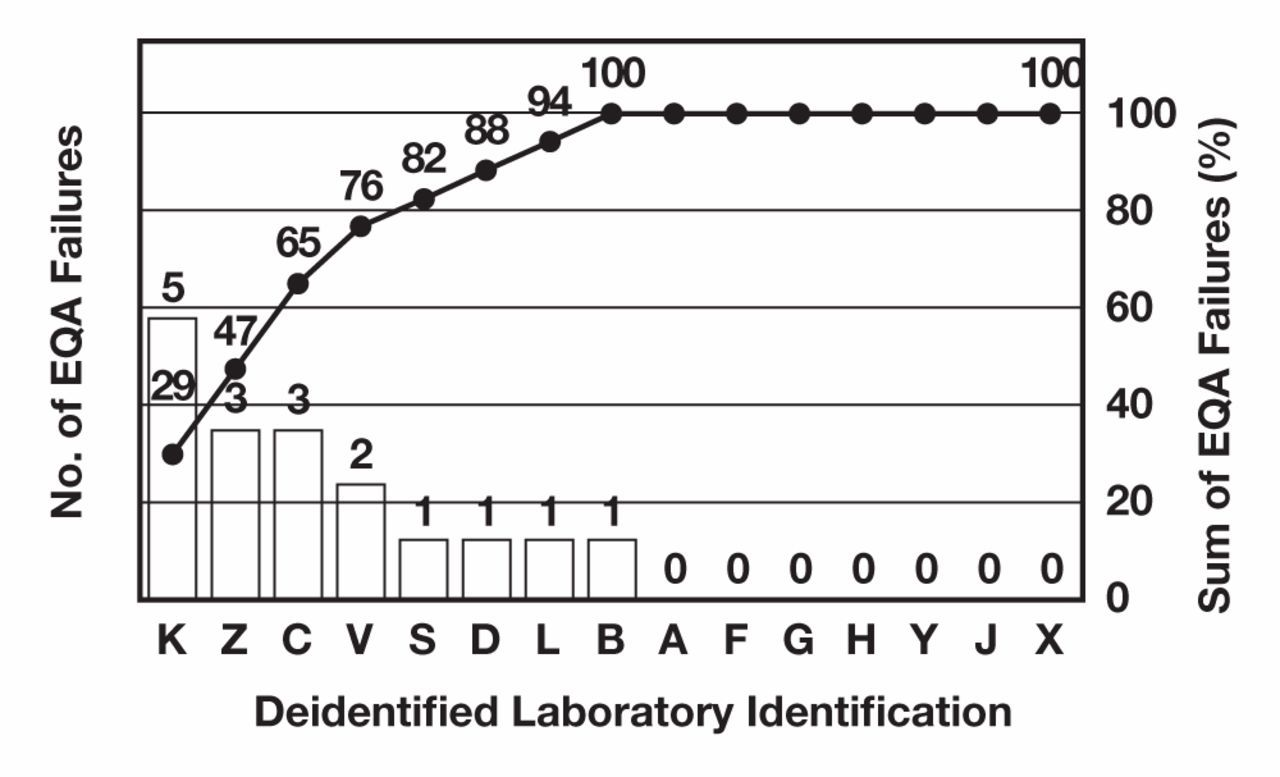 100 100
94
88
82
76
65
5
47
29
3 3
2
1 1 1 1
0 0 0 0 0 0 0
100
80
60
40
20
0
No. of EQA Failures
Sum of EQA Failures (%)
K Z C V S D L B A F G H Y J X
Deidentified Laboratory Identification